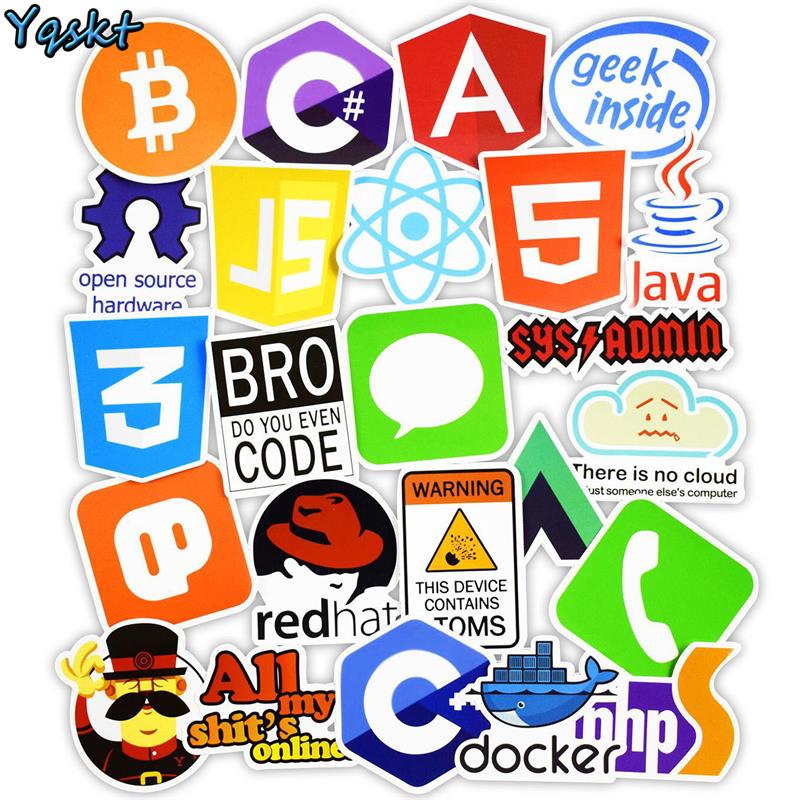 Yqskt
B
C#
A
geek
inside
open source
hardware
JS
5
Java
3
BRO
DO YOU EVEN
CODE
SYS ADMIN
There is no cloud
just someone else's computer
redhat
WARNING
THIS DEVICE
CONTAINS
ATOMS
All
my
shit's
online
C++
docker
php
S
Y